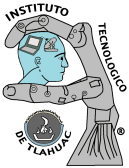 INSTITUTO
TECNOLOGICO
DE TLAHUAC
®